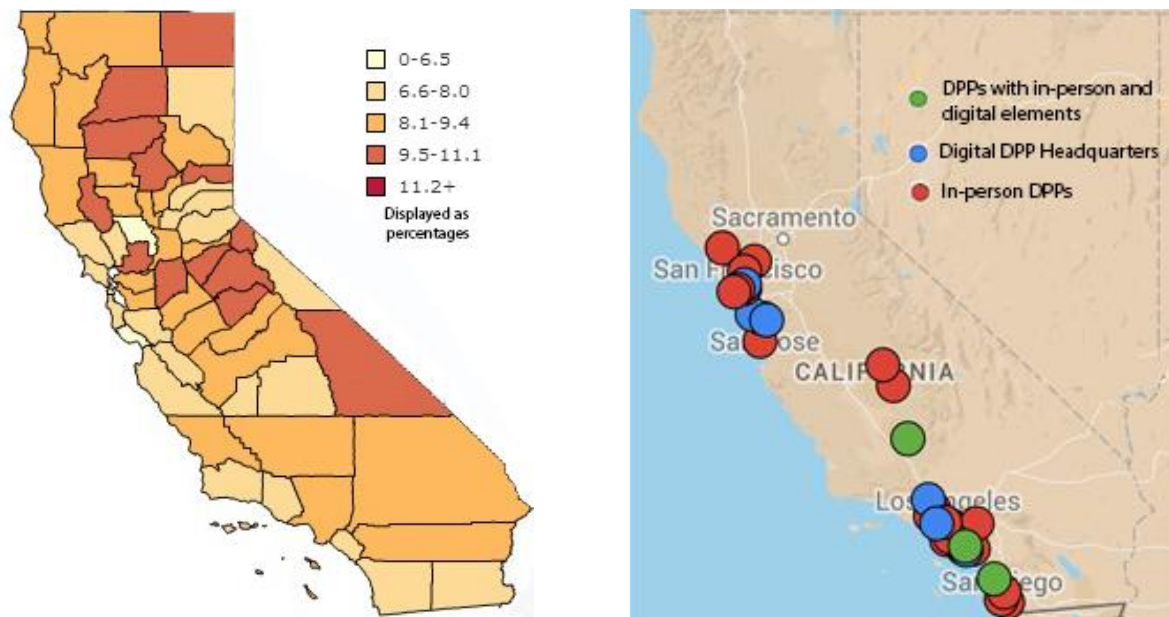 0-6.5
6.6-8.0
8.1-9.4
9.5-11.1
11.2+
Displayed as
percentages
DPPs with in-person and
digital elements
Digital DPP Headquarters
In-person DPPs
Sacramento
San Francisco
San Jose
CALIFORNIA
Los Angeles
San Diego